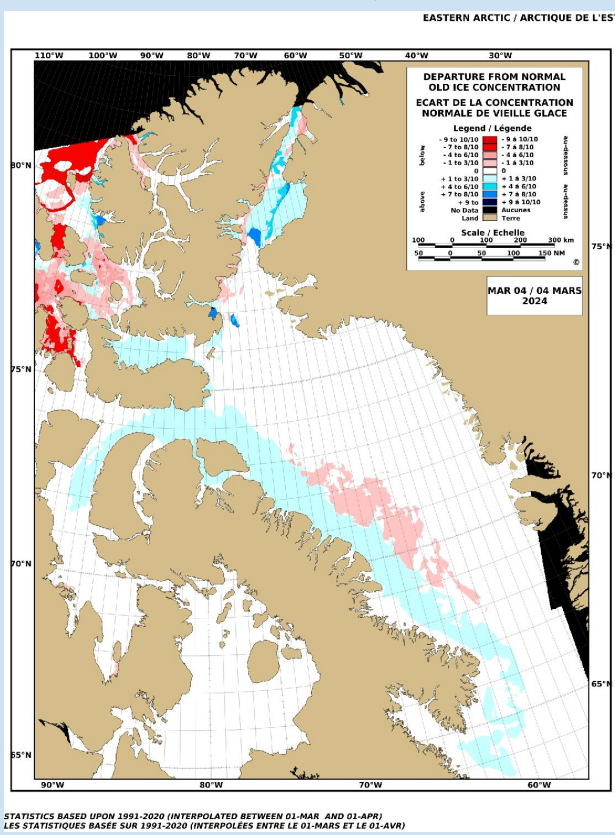 EASTERN ARCTIC / ARCTIQUE DE L'ES
110°W 100°W 90°W 80°W 70°W 60°W 50°W 40°W 30°W
DEPARTURE FROM NORMAL
OLD ICE CONCENTRATION
ECART DE LA CONCENTRATION
NORMALE DE VIEILLE GLACE
Legend / Légende
- 9 to 10/10 - 9 à 10/10
- 7 to 8/10 - 7 à 8/10
- 4 to 6/10 - 4 à 6/10
- 1 to 3/10 - 1 à 3/10
0 0
+ 1 to 3/10 + 1 à 3/10
+ 4 to 6/10 + 4 à 6/10
+ 7 to 8/10 + 7 à 8/10
+ 9 to + 9 à 10/10
No Data Aucunes
Land Terre
below
above
au-dessous
au-dessus
Scale / Echelle
100 0 100 200 300 km
50 0 50 100 150 NM
©
MAR 04 / 04 MARS
2024
80°N
75°N
75°N
70°N
70°N
65°N
65°N
90°W 80°W 70°W 60°W
STATISTICS BASED UPON 1991-2020 (INTERPOLATED BETWEEN 01-MAR AND 01-APR)
LES STATISTIQUES BASÉE SUR 1991-2020 (INTERPOLÉES ENTRE LE 01-MARS ET LE 01-AVR)